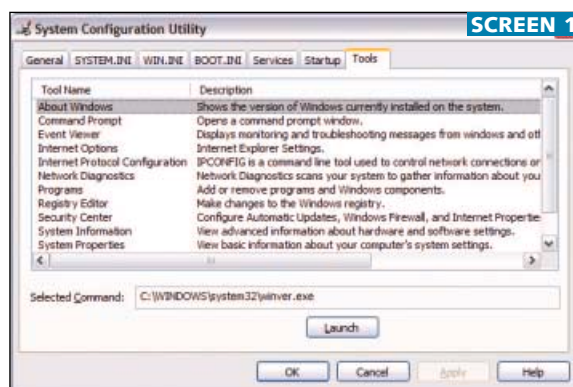 System Configuration Utility
SCREEN 1
General SYSTEM.INI WIN.INI BOOT.INI Services Startup Tools
Tool Name Description
About Windows Shows the version of Windows currently installed on the system.
Command Prompt Opens a command prompt window.
Event Viewer Displays monitoring and troubleshooting messages from windows and ot
Internet Options Internet Explorer Settings.
Internet Protocol Configuration IPCONFIG is a command line tool used to control network connections or
Network Diagnostics Network Diagnostics scans your system to gather information about you
Programs Add or remove programs and Windows components.
Registry Editor Make changes to the Windows registry.
Security Center Configure Automatic Updates, Windows Firewall, and Internet Propertie
System Information View advanced information about hardware and software settings.
System Properties View basic information about your computer's system settings.
Selected Command: C:\WINDOWS\system32\winver.exe
Launch
OK Cancel Apply Help